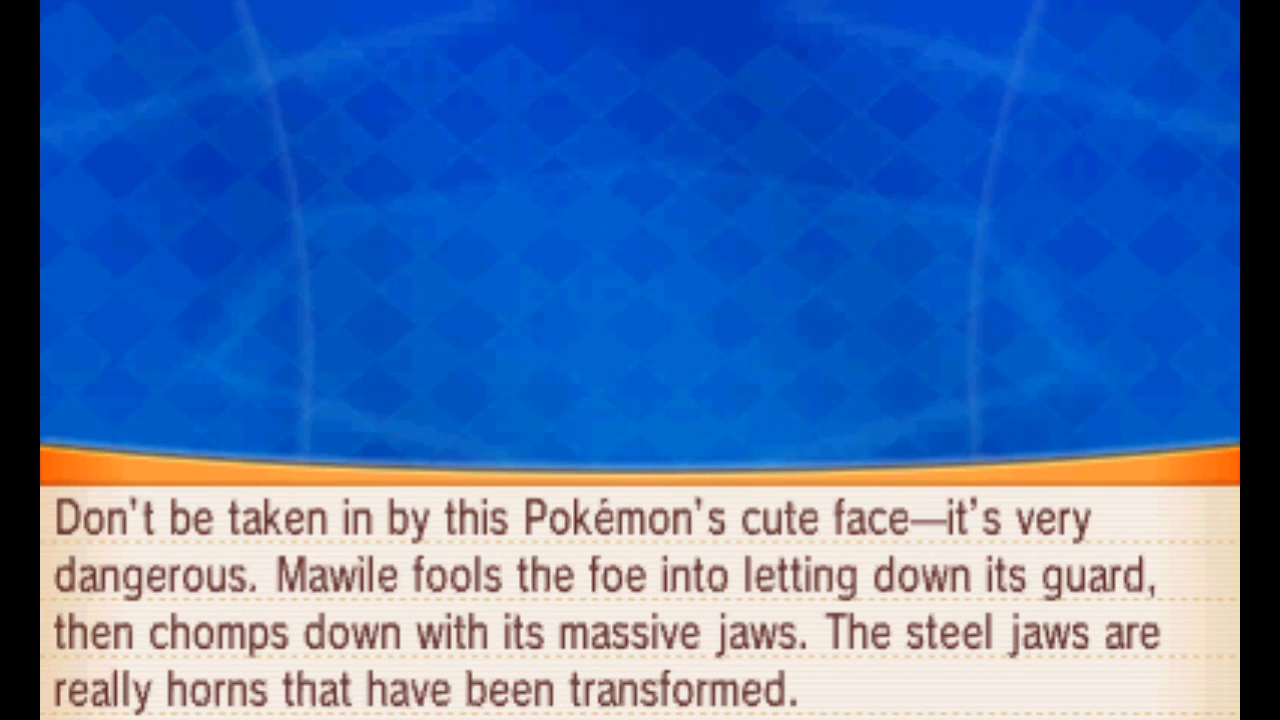 Don't be taken in by this Pokémon's cute face—it's very
dangerous. Mawile fools the foe into letting down its guard,
then chomps down with its massive jaws. The steel jaws are
really horns that have been transformed.